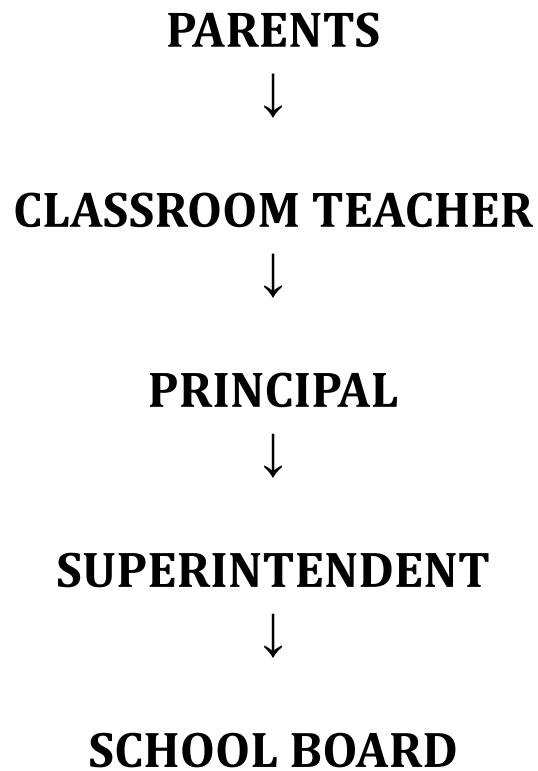 PARENTS
↓
CLASSROOM TEACHER
↓
PRINCIPAL
↓
SUPERINTENDENT
↓
SCHOOL BOARD